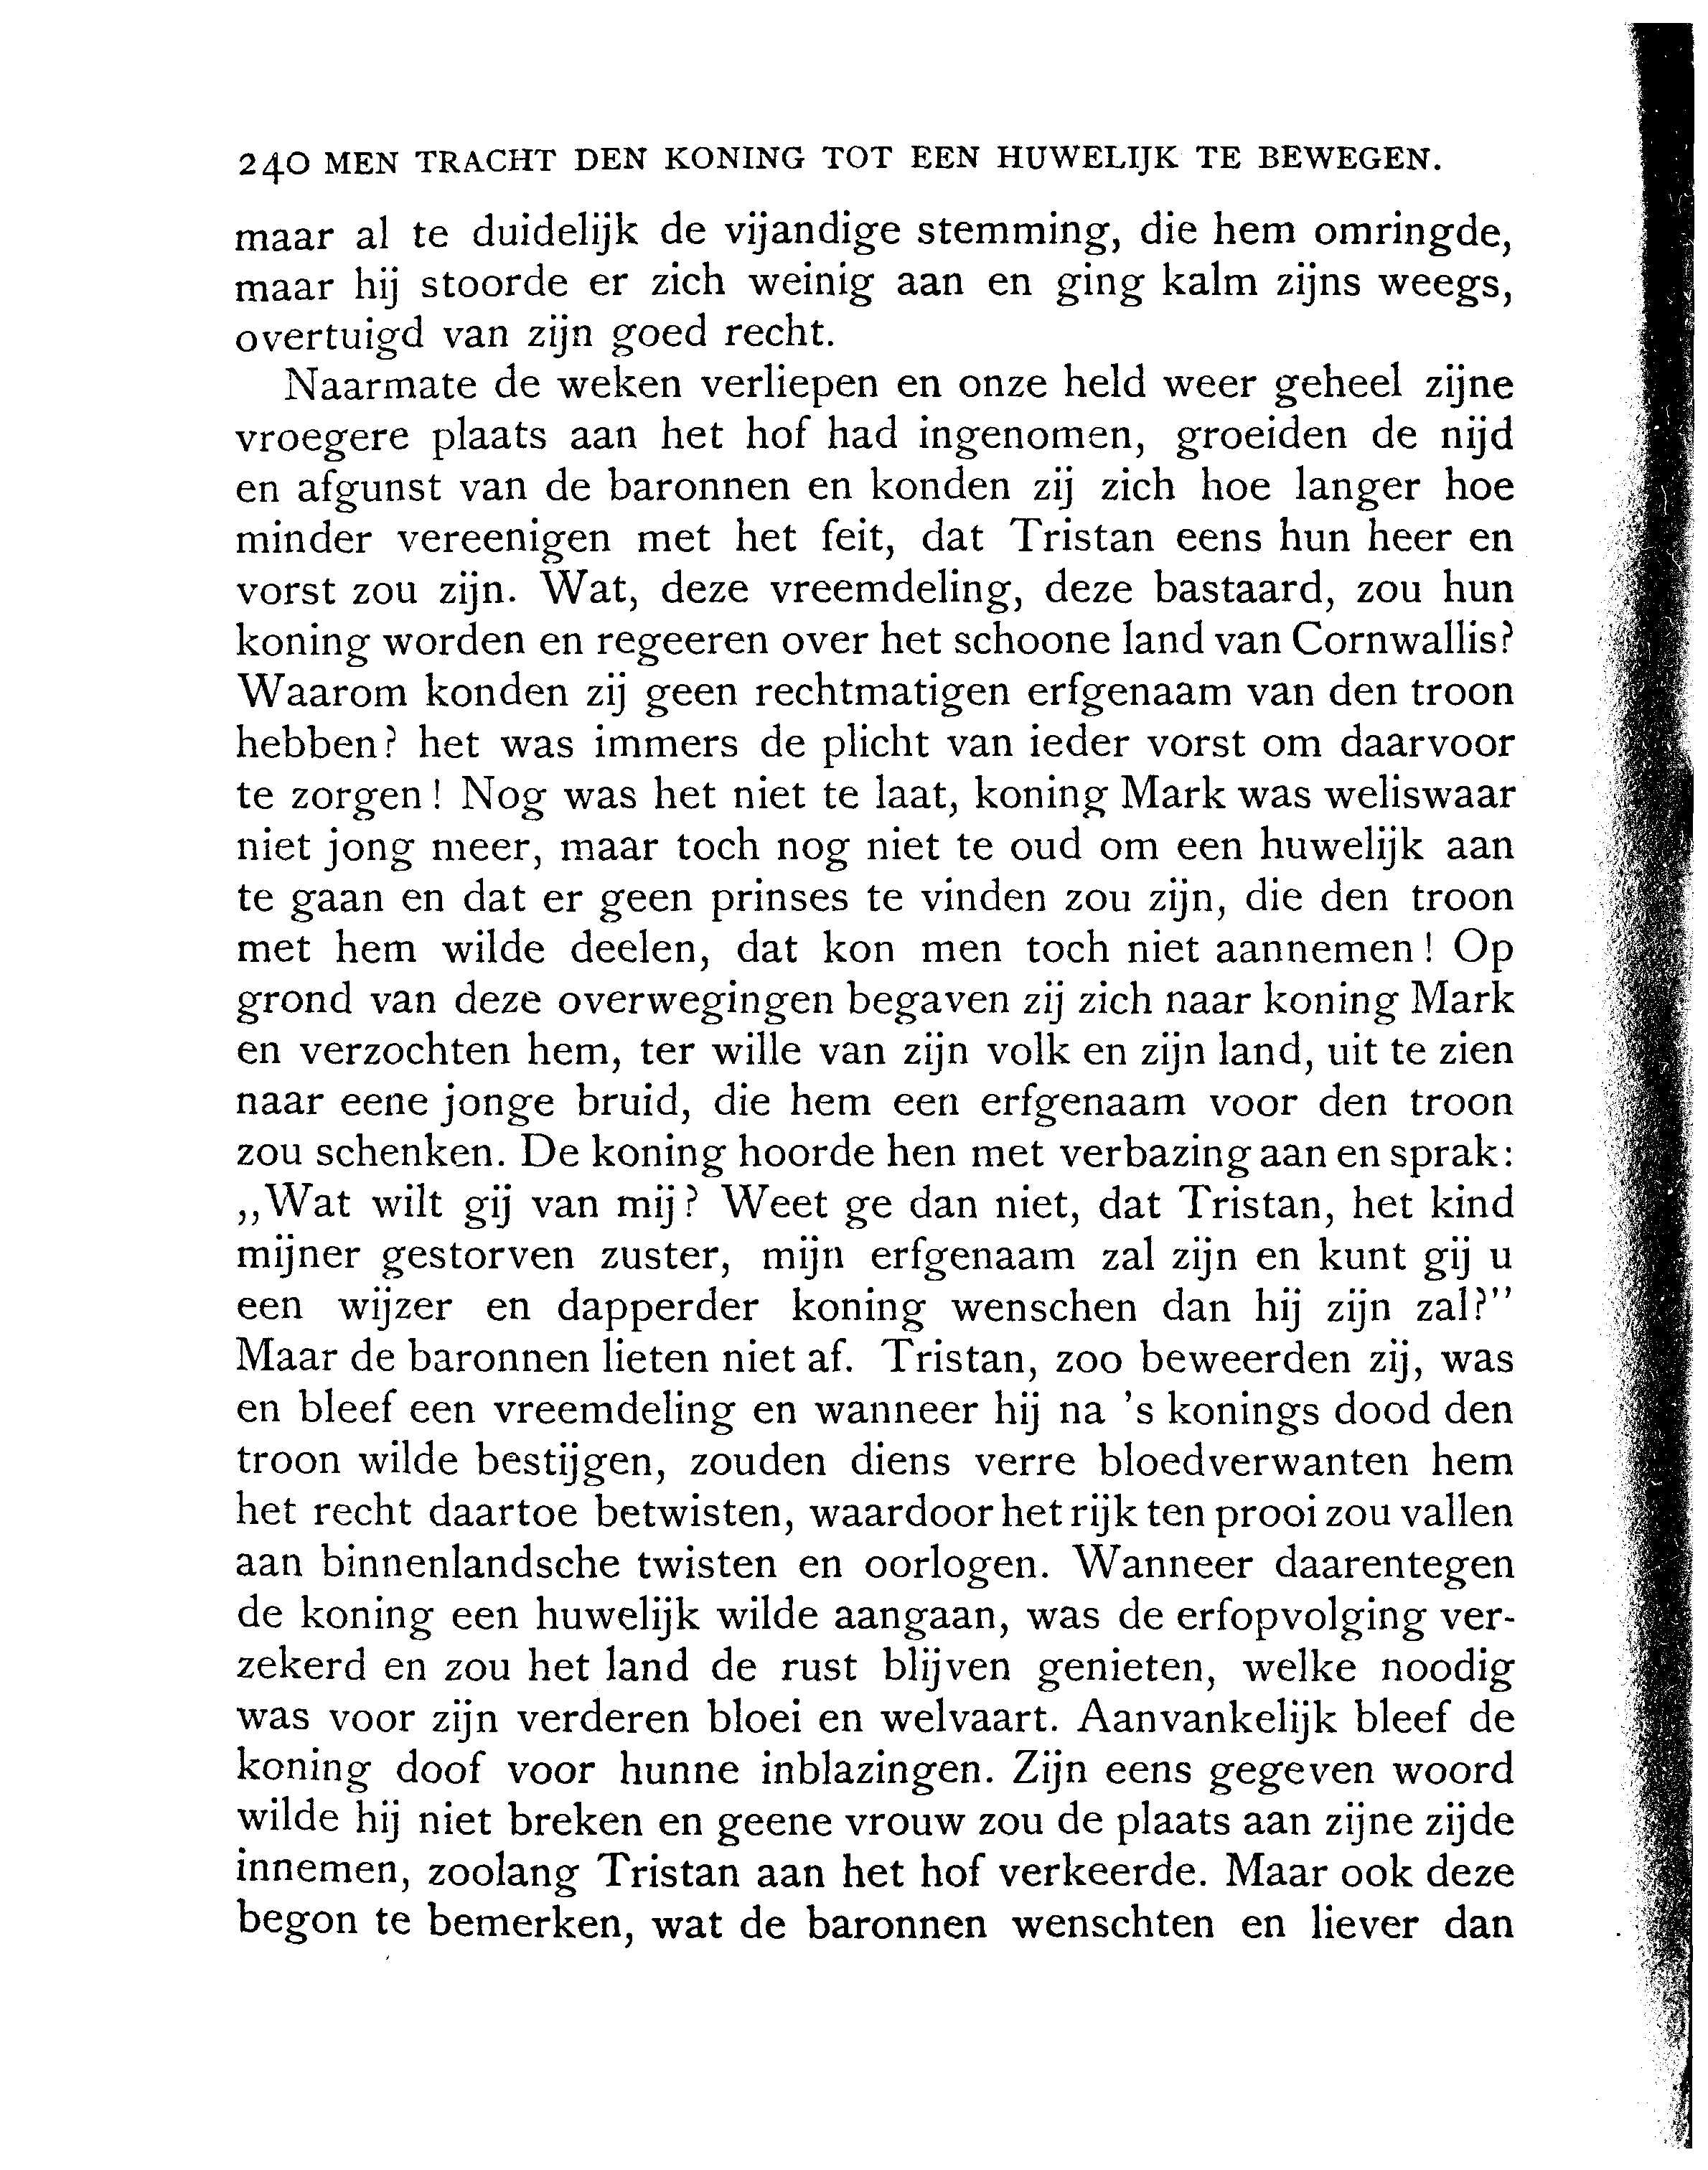 240 MEN TRACHT DEN KONING TOT EEN HUWELIJK TE BEWEGEN.
maar al te duidelijk de vijandige stemming, die hem omringde,
maar hij stoorde er zich weinig aan en ging kalm zijns weegs,
overtuigd van zijn goed recht.
Naarmate de weken verliepen en onze held weer geheel zijne
vroegere plaats aan het hof had ingenomen, groeiden de nijd
en afgunst van de baronnen en konden zij zich hoe langer hoe
minder vereenigen met het feit, dat Tristan eens hun heer en
vorst zou zijn. Wat, deze vreemdeling, deze bastaard, zou hun
koning worden en regeeren over het schoone land van Cornwallis?
Waarom konden zij geen rechtmatigen erfgenaam van den troon
hebben? het was immers de plicht van ieder vorst om daarvoor
te zorgen! Nog was het niet te laat, koning Mark was weliswaar
niet jong meer, maar toch nog niet te oud om een huwelijk aan
te gaan en dat er geen prinses te vinden zou zijn, die den troon
met hem wilde deelen, dat kon men toch niet aannemen! Op
grond van deze overwegingen begaven zij zich naar koning Mark
en verzochten hem, ter wille van zijn volk en zijn land, uit te zien
naar eene jonge bruid, die hem een erfgenaam voor den troon
zou schenken. De koning hoorde hen met verbazing aan en sprak:
,,Wat wilt gij van mij? Weet ge dan niet, dat Tristan, het kind
mijner gestorven zuster, mijn erfgenaam zal zijn en kunt gij u
een wijzer en dapperder koning wenschen dan hij zijn zal?"
Maar de baronnen lieten niet af. Tristan, zoo beweerden zij, was
en bleef een vreemdeling en wanneer hij na 's konings dood den
troon wilde bestijgen, zouden diens verre bloedverwanten hem
het recht daartoe betwisten, waardoor het rijk ten prooi zou vallen
aan binnenlandsche twisten en oorlogen. Wanneer daarentegen
de koning een huwelijk wilde aangaan, was de erfopvolging ver-
zekerd en zou het land de rust blijven genieten, welke noodig
was voor zijn verderen bloei en welvaart. Aanvankelijk bleef de
koning doof voor hunne inblazingen. Zijn eens gegeven woord
wilde hij niet breken en geene vrouw zou de plaats aan zijne zijde
innemen, zoolang Tristan aan het hof verkeerde. Maar ook deze
begon te bemerken, wat de baronnen wenschten en liever dan